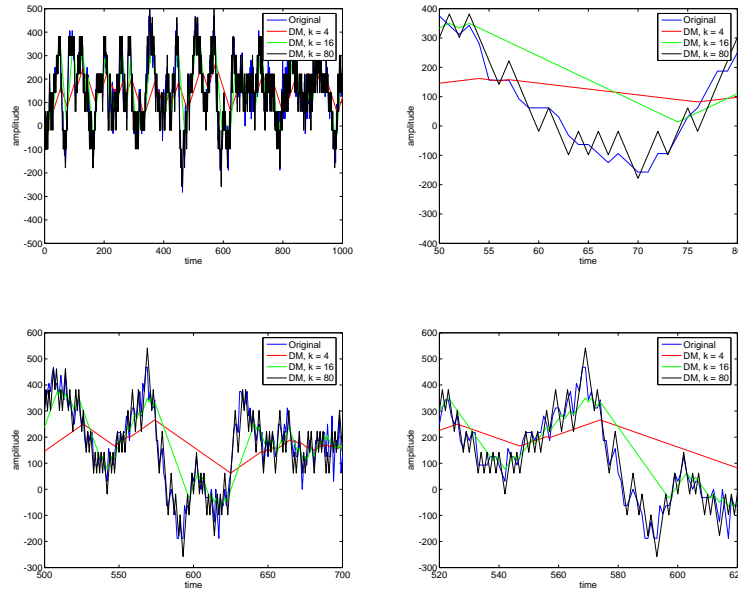 500
400
300
200
100
0
-100
-200
-300
-400
-500
amplitude
Original
DM, k = 4
DM, k = 16
DM, k = 80
0 200 400 600 800 1000
time
400
300
200
100
0
-100
-200
-300
-400
amplitude
Original
DM, k = 4
DM, k = 16
DM, k = 80
50 55 60 65 70 75 80
time
600
500
400
300
200
100
0
-100
-200
-300
amplitude
Original
DM, k = 4
DM, k = 16
DM, k = 80
500 550 600 650 700
time
600
500
400
300
200
100
0
-100
-200
-300
amplitude
Original
DM, k = 4
DM, k = 16
DM, k = 80
520 540 560 580 600 620
time